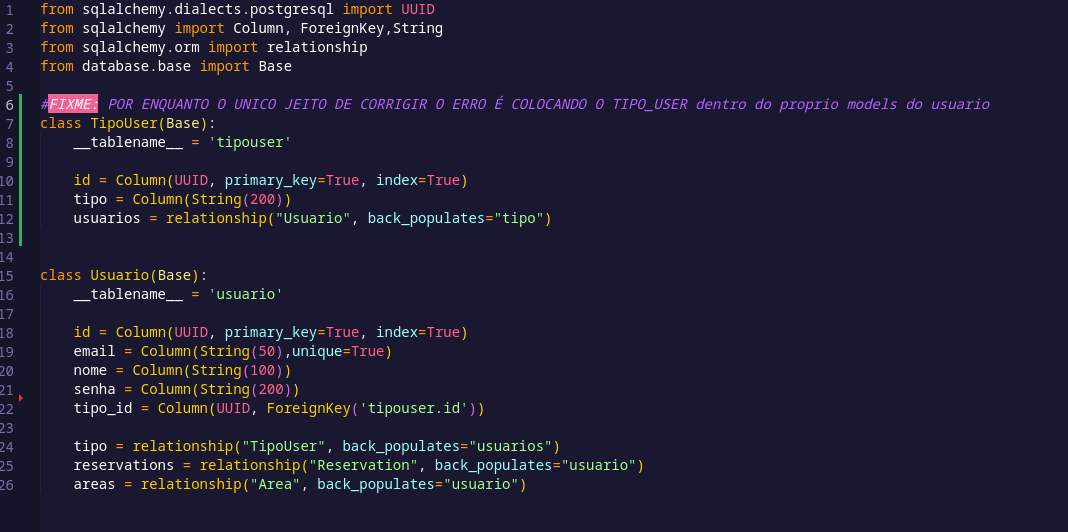 1 from sqlalchemy.dialects.postgresql import UUID
2 from sqlalchemy import Column, ForeignKey,String
3 from sqlalchemy.orm import relationship
4 from database.base import Base
5
6 #FIXME: POR ENQUANTO O UNICO JEITO DE CORRIGIR O ERRO É COLOCANDO O TIPO_USER dentro do proprio models do usuario
7 class TipoUser(Base):
8     __tablename__ = 'tipouser'
9
10     id = Column(UUID, primary_key=True, index=True)
11     tipo = Column(String(200))
12     usuarios = relationship("Usuario", back_populates="tipo")
13
14
15 class Usuario(Base):
16     __tablename__ = 'usuario'
17
18     id = Column(UUID, primary_key=True, index=True)
19     email = Column(String(50),unique=True)
20     nome = Column(String(100))
21     senha = Column(String(200))
22     tipo_id = Column(UUID, ForeignKey('tipouser.id'))
23
24     tipo = relationship("TipoUser", back_populates="usuarios")
25     reservations = relationship("Reservation", back_populates="usuario")
26     areas = relationship("Area", back_populates="usuario")